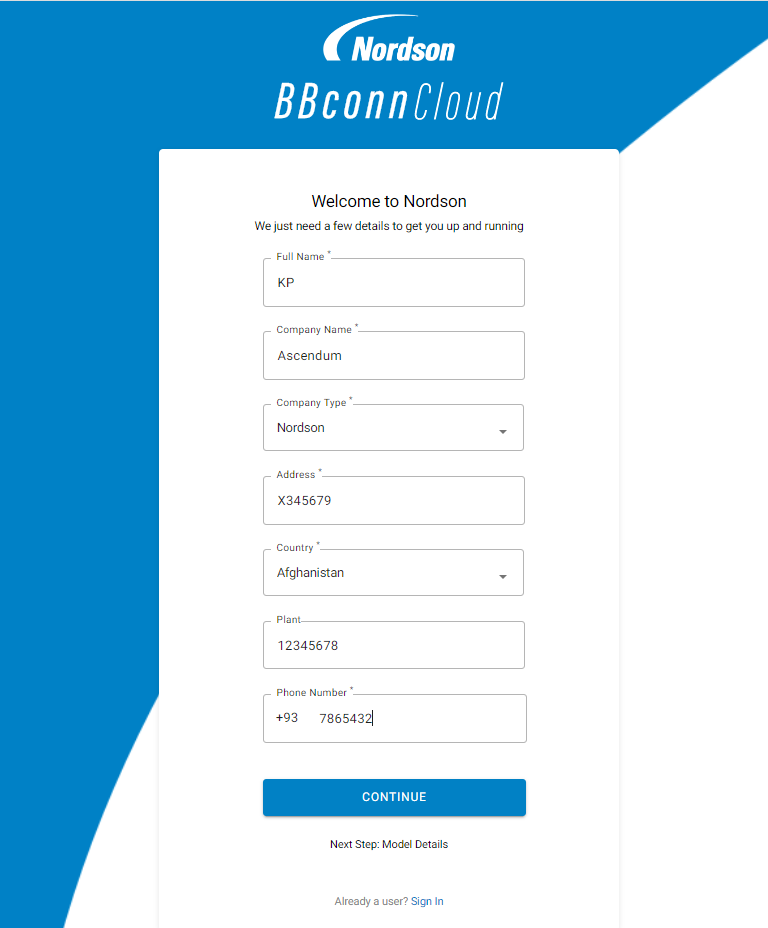 Nordson
BBconnCloud
Welcome to Nordson
We just need a few details to get you up and running
Full Name *
KP
Company Name *
Ascendum
Company Type *
Nordson
Address *
X345679
Country *
Afghanistan
Plant
12345678
Phone Number *
+93 7865432
CONTINUE
Next Step: Model Details
Already a user? Sign In